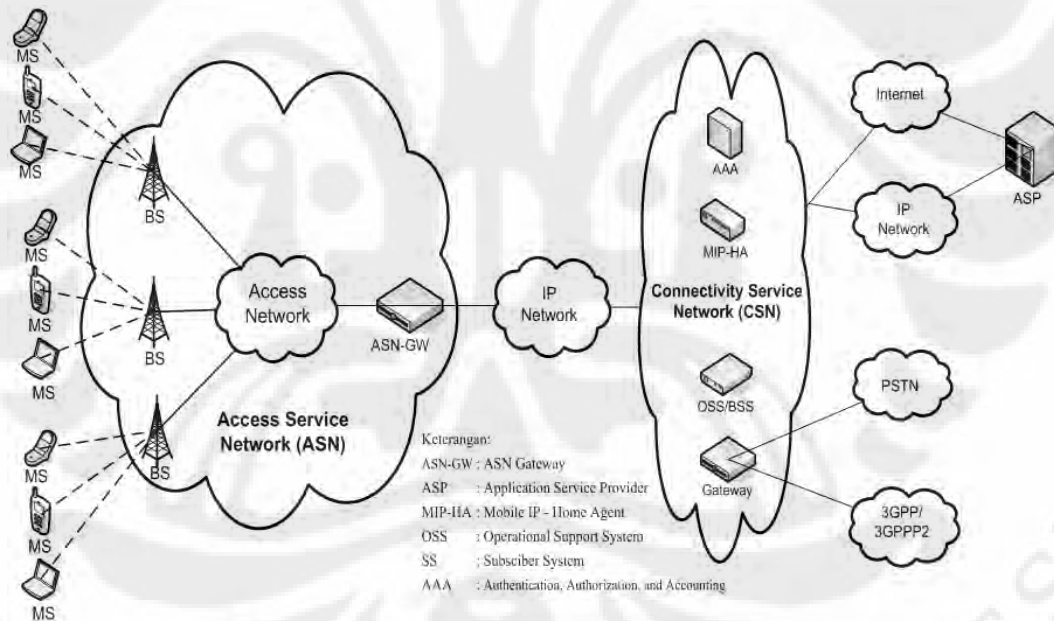 MS
MS
MS
BS
MS
MS
MS
BS
MS
MS
MS
BS
Access
Network
ASN-GW
Access Service
Network (ASN)
IP
Network
AAA
MIP-HA
Connectivity Service
Network (CSN)
OSS/BSS
Gateway
Internet
IP
Network
ASP
PSTN
3GPP/
3GPPP2
Keterangan:
ASN-GW : ASN Gateway
ASP : Application Service Provider
MIP-HA : Mobile IP - Home Agent
OSS : Operational Support System
SS : Subsciber System
AAA : Authentication, Authorization, and Accounting